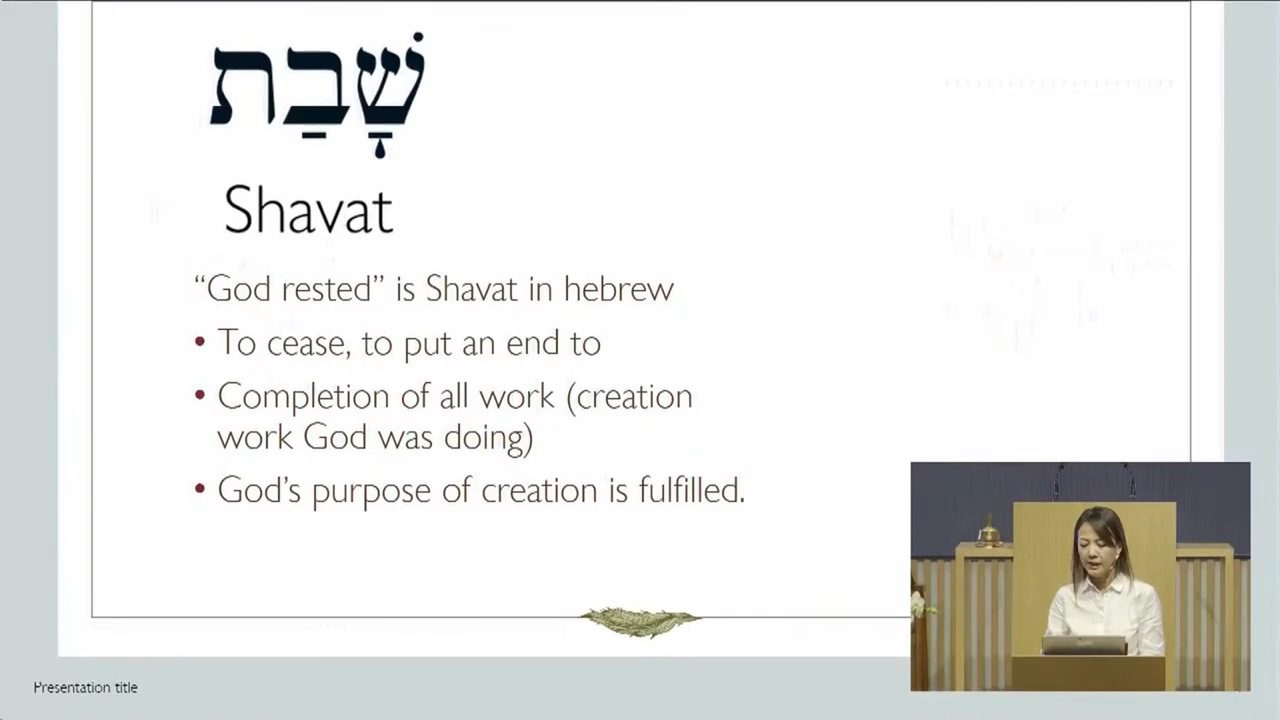 שָׁבַת
Shavat
“God rested” is Shavat in hebrew
• To cease, to put an end to
• Completion of all work (creation
work God was doing)
• God’s purpose of creation is fulfilled.
Presentation title